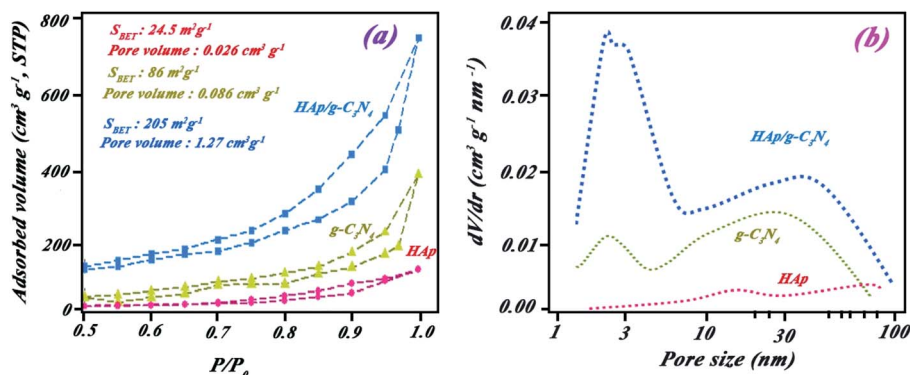 (a)
S_BET : 24.5 m²g⁻¹
Pore volume : 0.026 cm³ g⁻¹
S_BET : 86 m²g⁻¹
Pore volume : 0.086 cm³ g⁻¹
S_BET : 205 m²g⁻¹
Pore volume : 1.27 cm³g⁻¹
HAp/g-C₃N₄
g-C₃N₄
HAp
Adsorbed volume (cm³ g⁻¹, STP)
800
600
400
200
0
0.5 0.6 0.7 0.8 0.9 1.0
P/P₀
(b)
HAp/g-C₃N₄
g-C₃N₄
HAp
dV/dr (cm³ g⁻¹ nm⁻¹)
0.04
0.03
0.02
0.01
0.00
1 3 10 30 100
Pore size (nm)